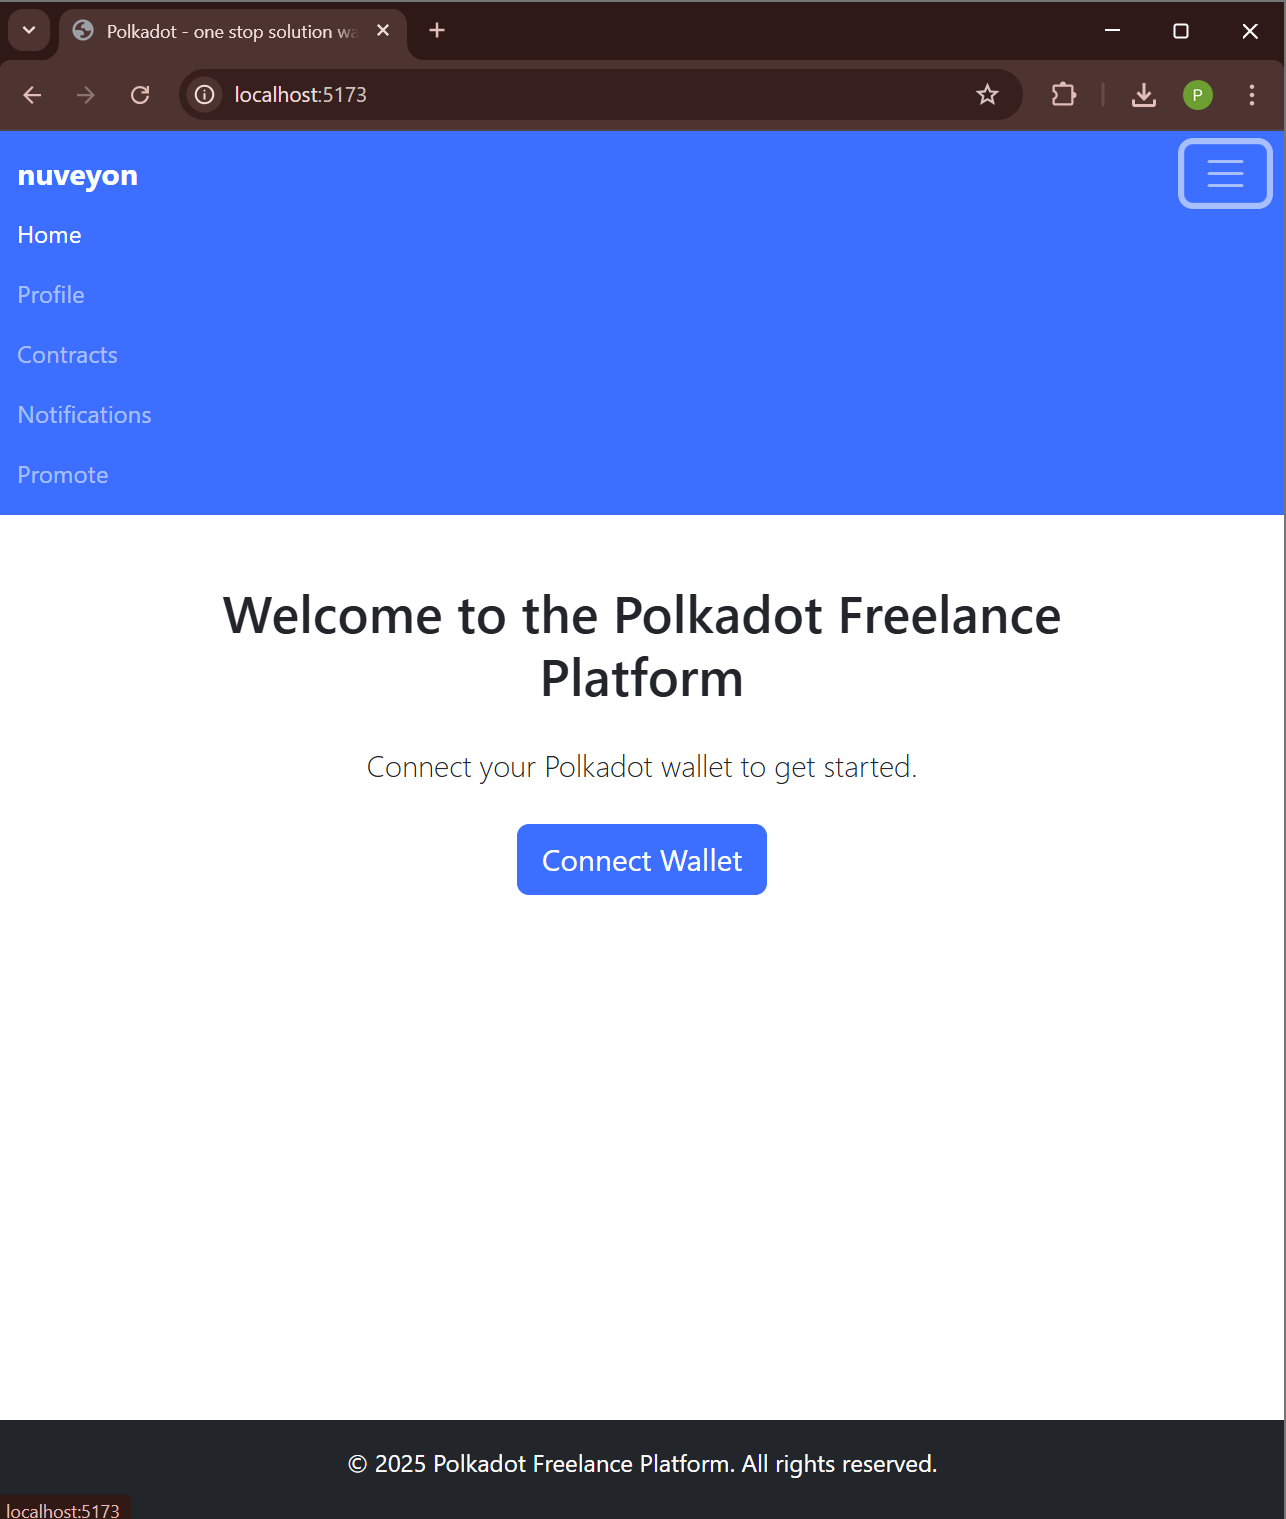 Polkadot - one stop solution wa
localhost:5173
P
nuveyon
Home
Profile
Contracts
Notifications
Promote
Welcome to the Polkadot Freelance
Platform
Connect your Polkadot wallet to get started.
Connect Wallet
© 2025 Polkadot Freelance Platform. All rights reserved.
localhost:5173